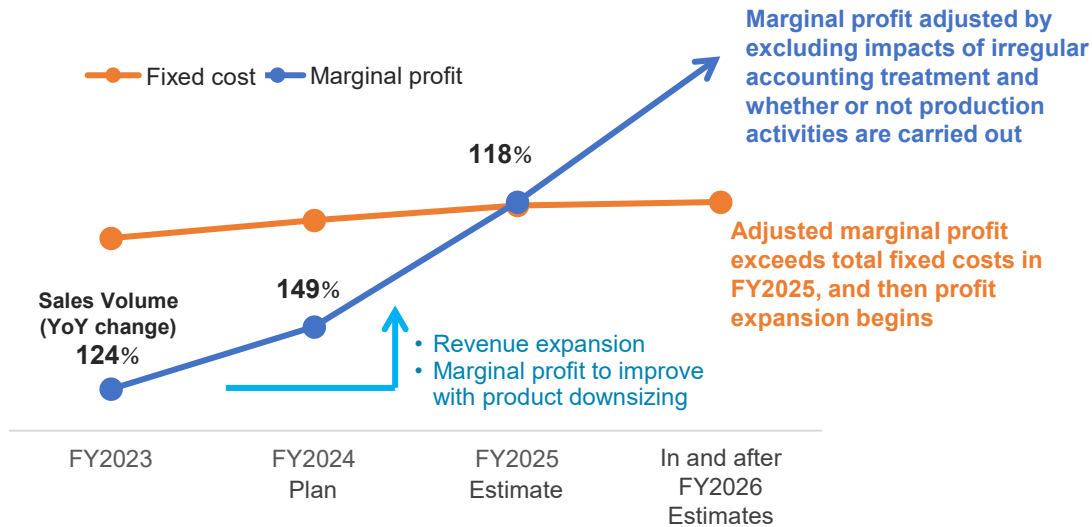 Marginal profit adjusted by
excluding impacts of irregular
accounting treatment and
whether or not production
activities are carried out
Fixed cost
Marginal profit
118%
Adjusted marginal profit
exceeds total fixed costs in
FY2025, and then profit
expansion begins
149%
Sales Volume
(YoY change)
124%
• Revenue expansion
• Marginal profit to improve
with product downsizing
FY2023
FY2024
Plan
FY2025
Estimate
In and after
FY2026
Estimates